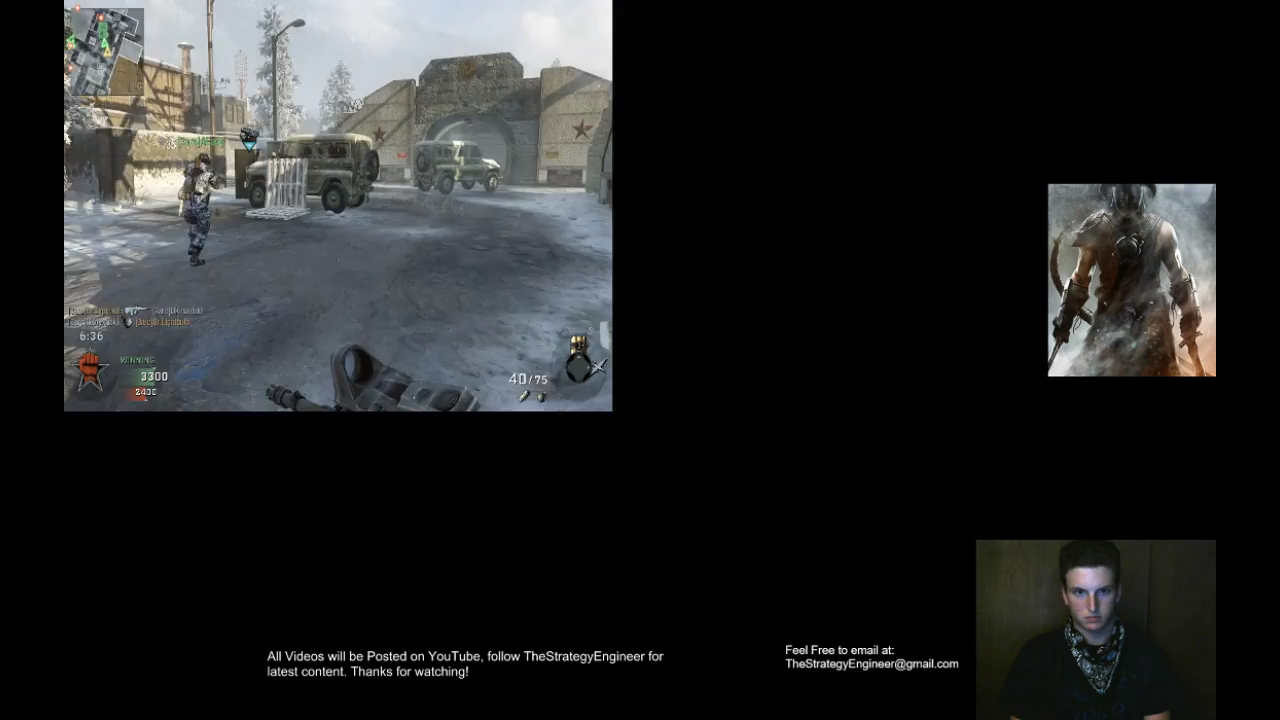 6:36
WINNING
3300
2430
40/75
All Videos will be Posted on YouTube, follow TheStrategyEngineer for
latest content. Thanks for watching!
Feel Free to email at:
TheStrategyEngineer@gmail.com